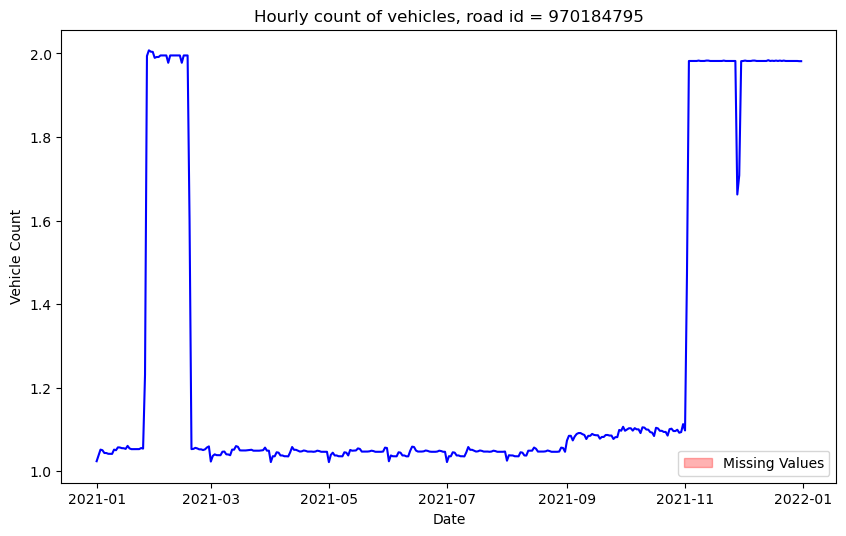 Hourly count of vehicles, road id = 970184795
Vehicle Count
2.0
1.8
1.6
1.4
1.2
1.0
Missing Values
2021-01 2021-03 2021-05 2021-07 2021-09 2021-11 2022-01
Date